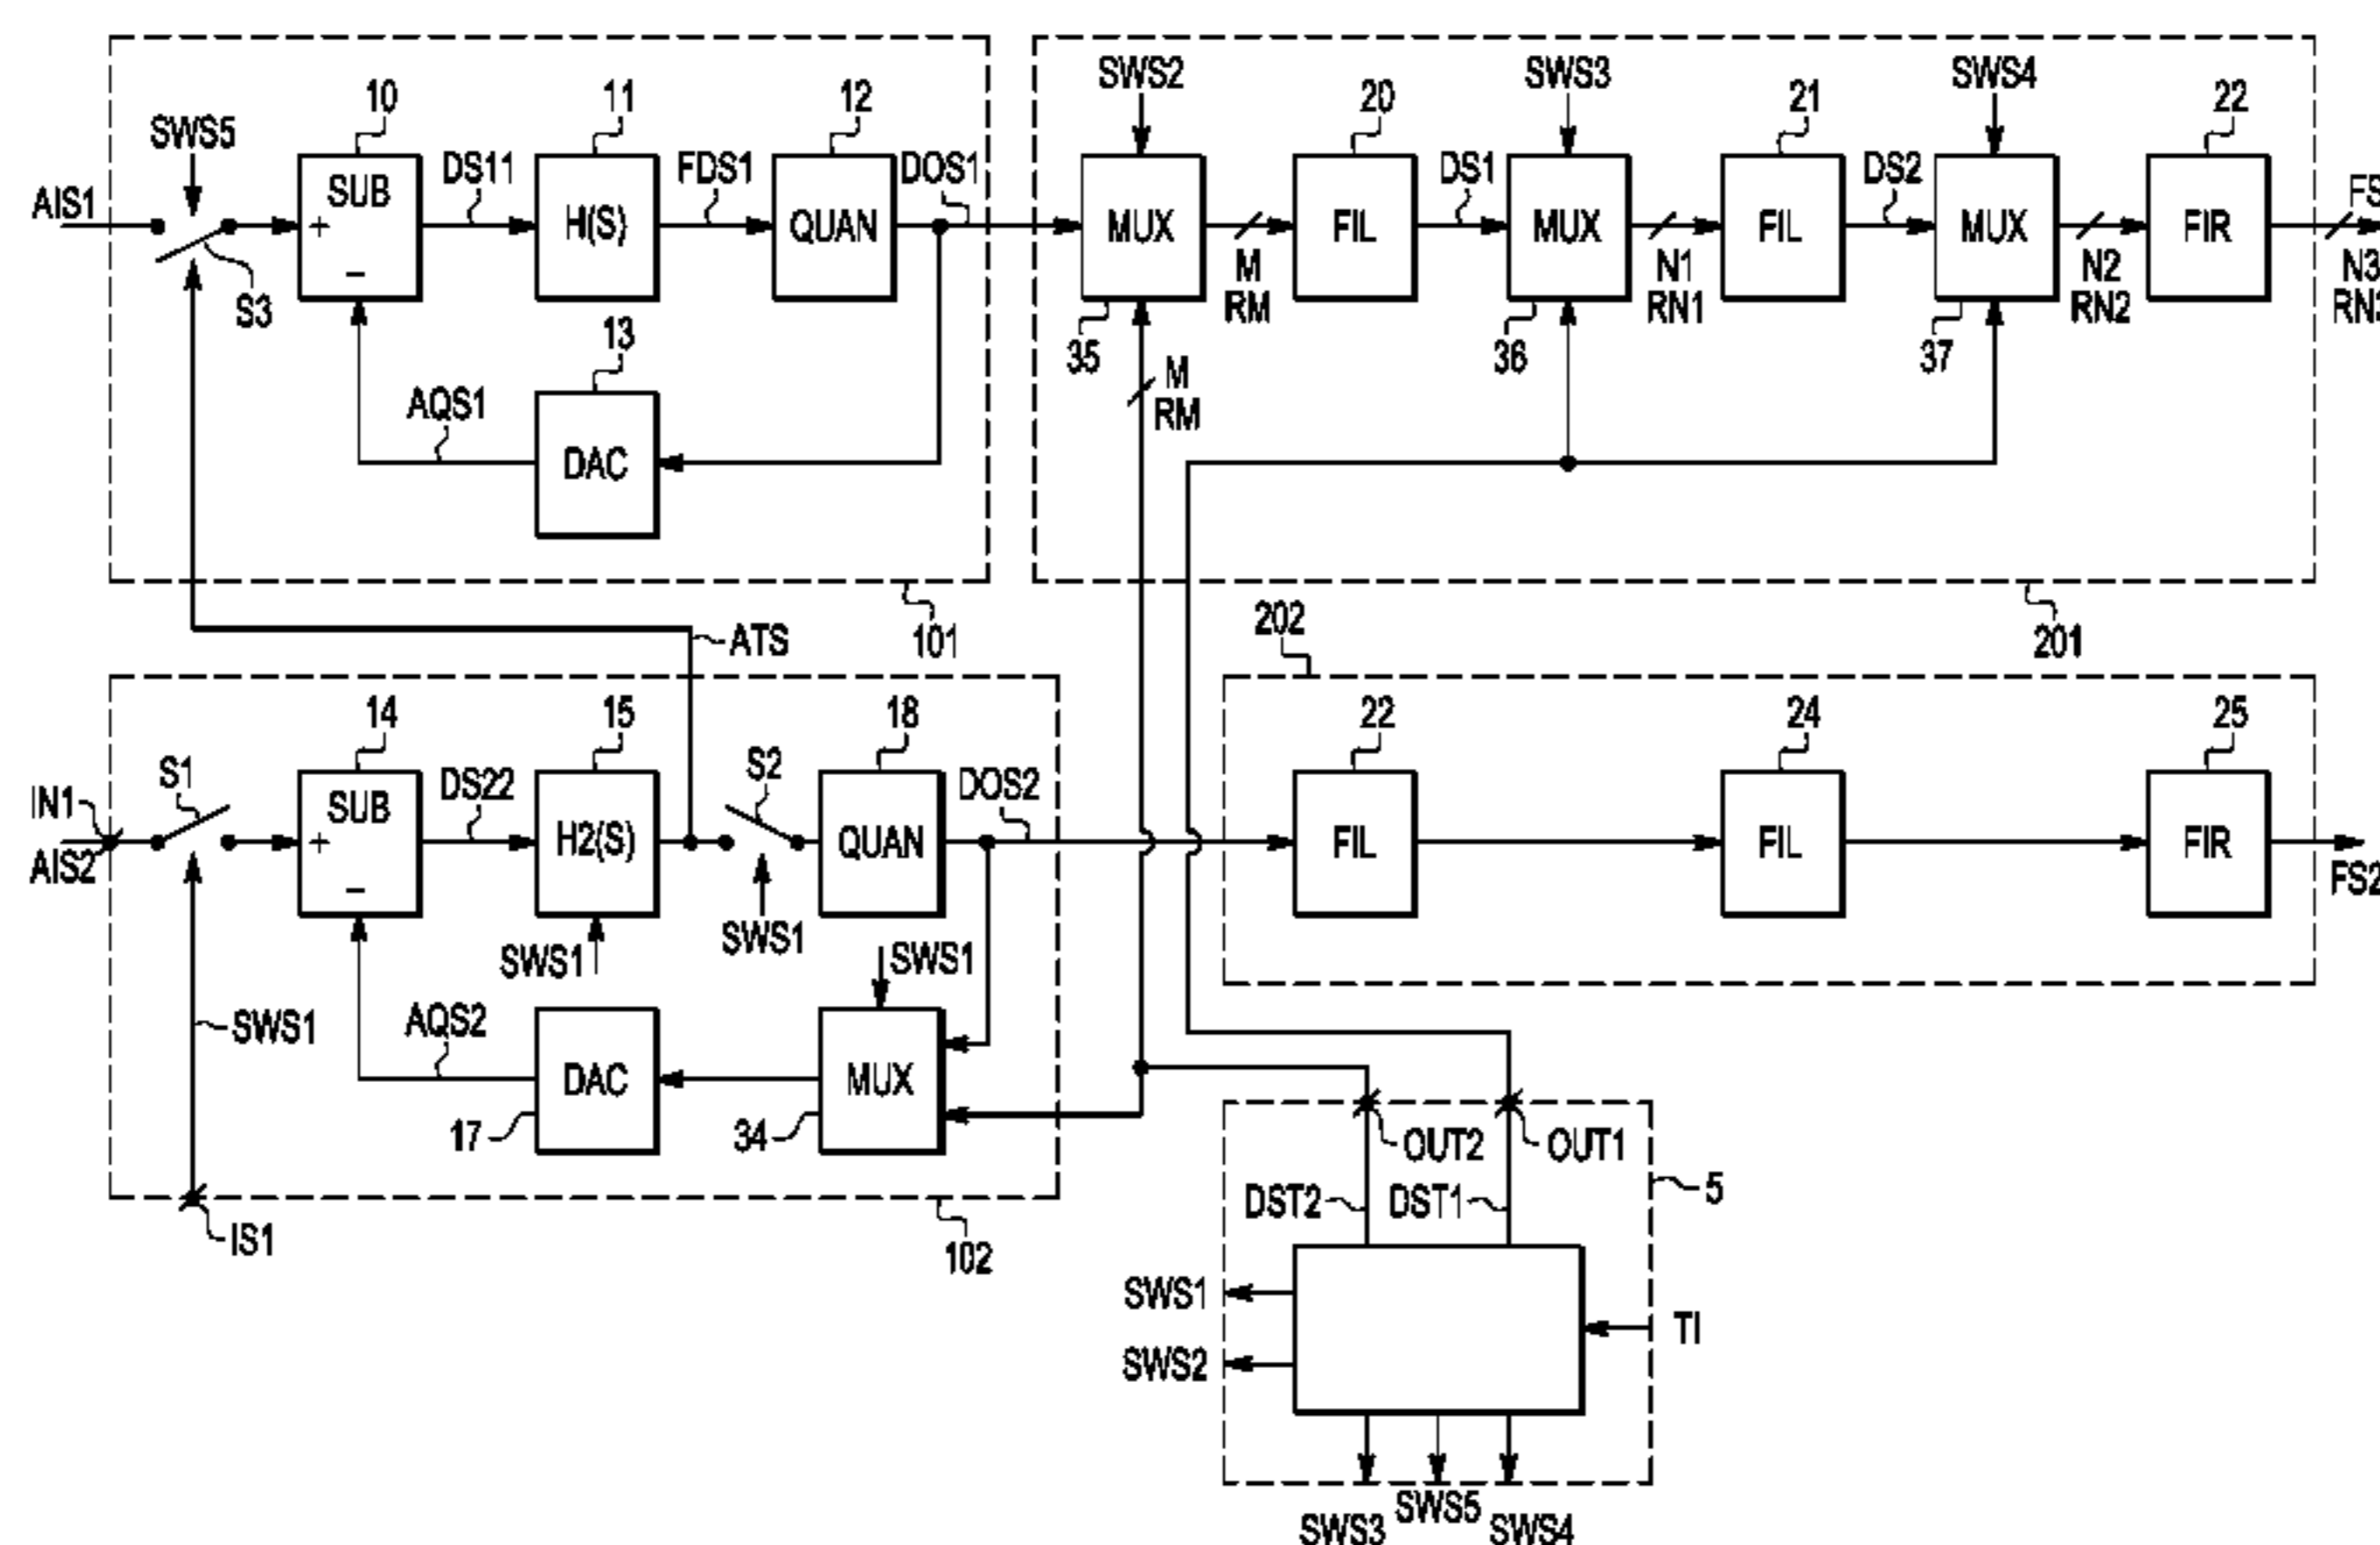 SWS2
SWS3
SWS4
10
11
12
20
21
22
SWS5
AIS1
SUB
+
−
DS11
H(S)
FDS1
QUAN
DOS1
MUX
M
RM
FIL
DS1
MUX
N1
RN1
FIL
DS2
MUX
N2
RN2
FIR
FS
N3
S3
35
36
37
13
M
RM
AQS1
DAC
101
201
ATS
202
14
15
18
22
24
25
S1
S2
IN1
AIS2
SUB
+
−
DS22
H2(S)
QUAN
DOS2
FIL
FIL
FIR
FS2
SWS1
SWS1
SWS1
SWS1
AQS2
DAC
MUX
17
34
OUT2
OUT1
DST2
DST1
5
IS1
102
SWS1
SWS2
TI
SWS3
SWS5
SWS4